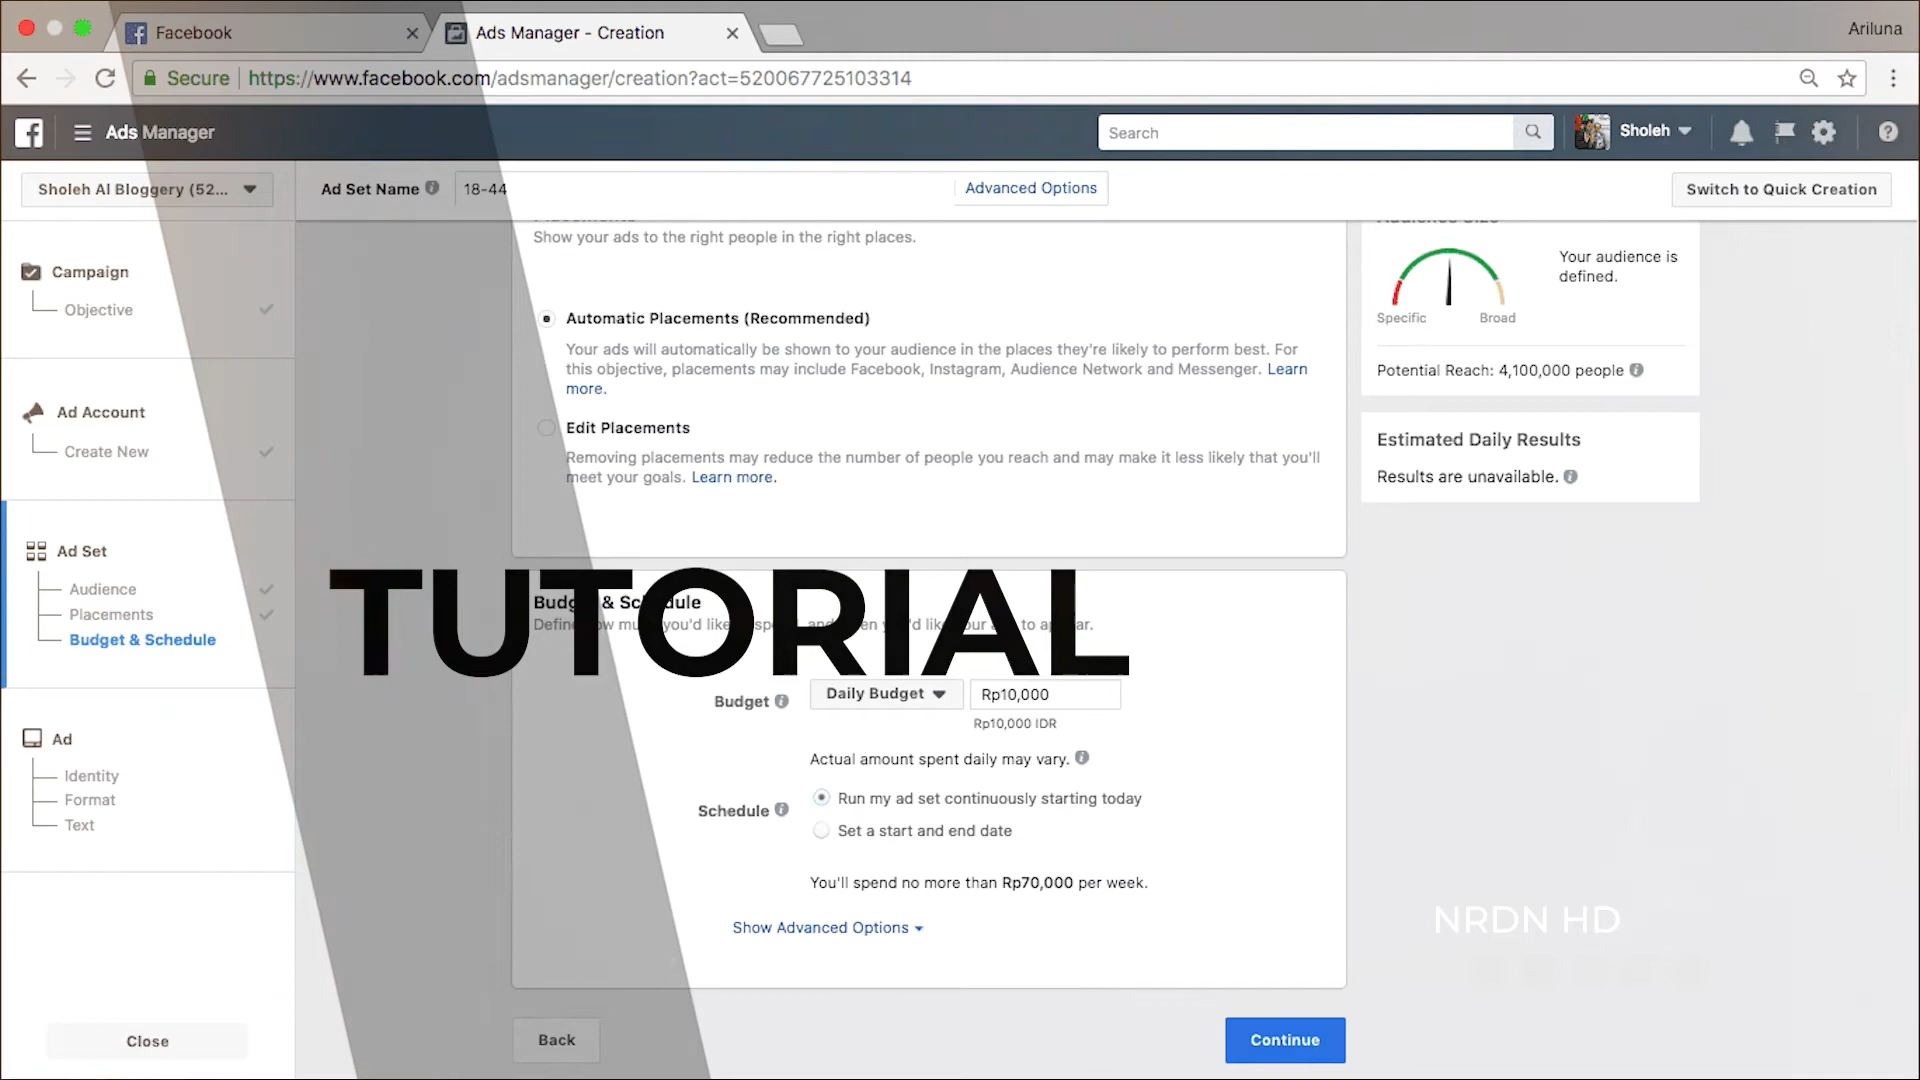 Facebook
Ads Manager - Creation
Ariluna
Secure
https://www.facebook.com/adsmanager/creation?act=520067725103314
Ads Manager
Search
Sholeh
Sholeh Al Bloggery (52...
Ad Set Name
18-44
Advanced Options
Switch to Quick Creation
Campaign
Objective
Ad Account
Create New
Ad Set
Audience
Placements
Budget & Schedule
Ad
Identity
Format
Text
Close
Show your ads to the right people in the right places.
Automatic Placements (Recommended)
Your ads will automatically be shown to your audience in the places they're likely to perform best. For
this objective, placements may include Facebook, Instagram, Audience Network and Messenger. Learn
more.
Edit Placements
Removing placements may reduce the number of people you reach and may make it less likely that you'll
meet your goals. Learn more.
Audience Size
Your audience is
defined.
Specific
Broad
Potential Reach: 4,100,000 people
Estimated Daily Results
Results are unavailable.
TUTORIAL
Budget & Schedule
Budget
Daily Budget
Rp10,000
Rp10,000 IDR
Actual amount spent daily may vary.
Schedule
Run my ad set continuously starting today
Set a start and end date
You'll spend no more than Rp70,000 per week.
Show Advanced Options
NRDN HD
Back
Continue